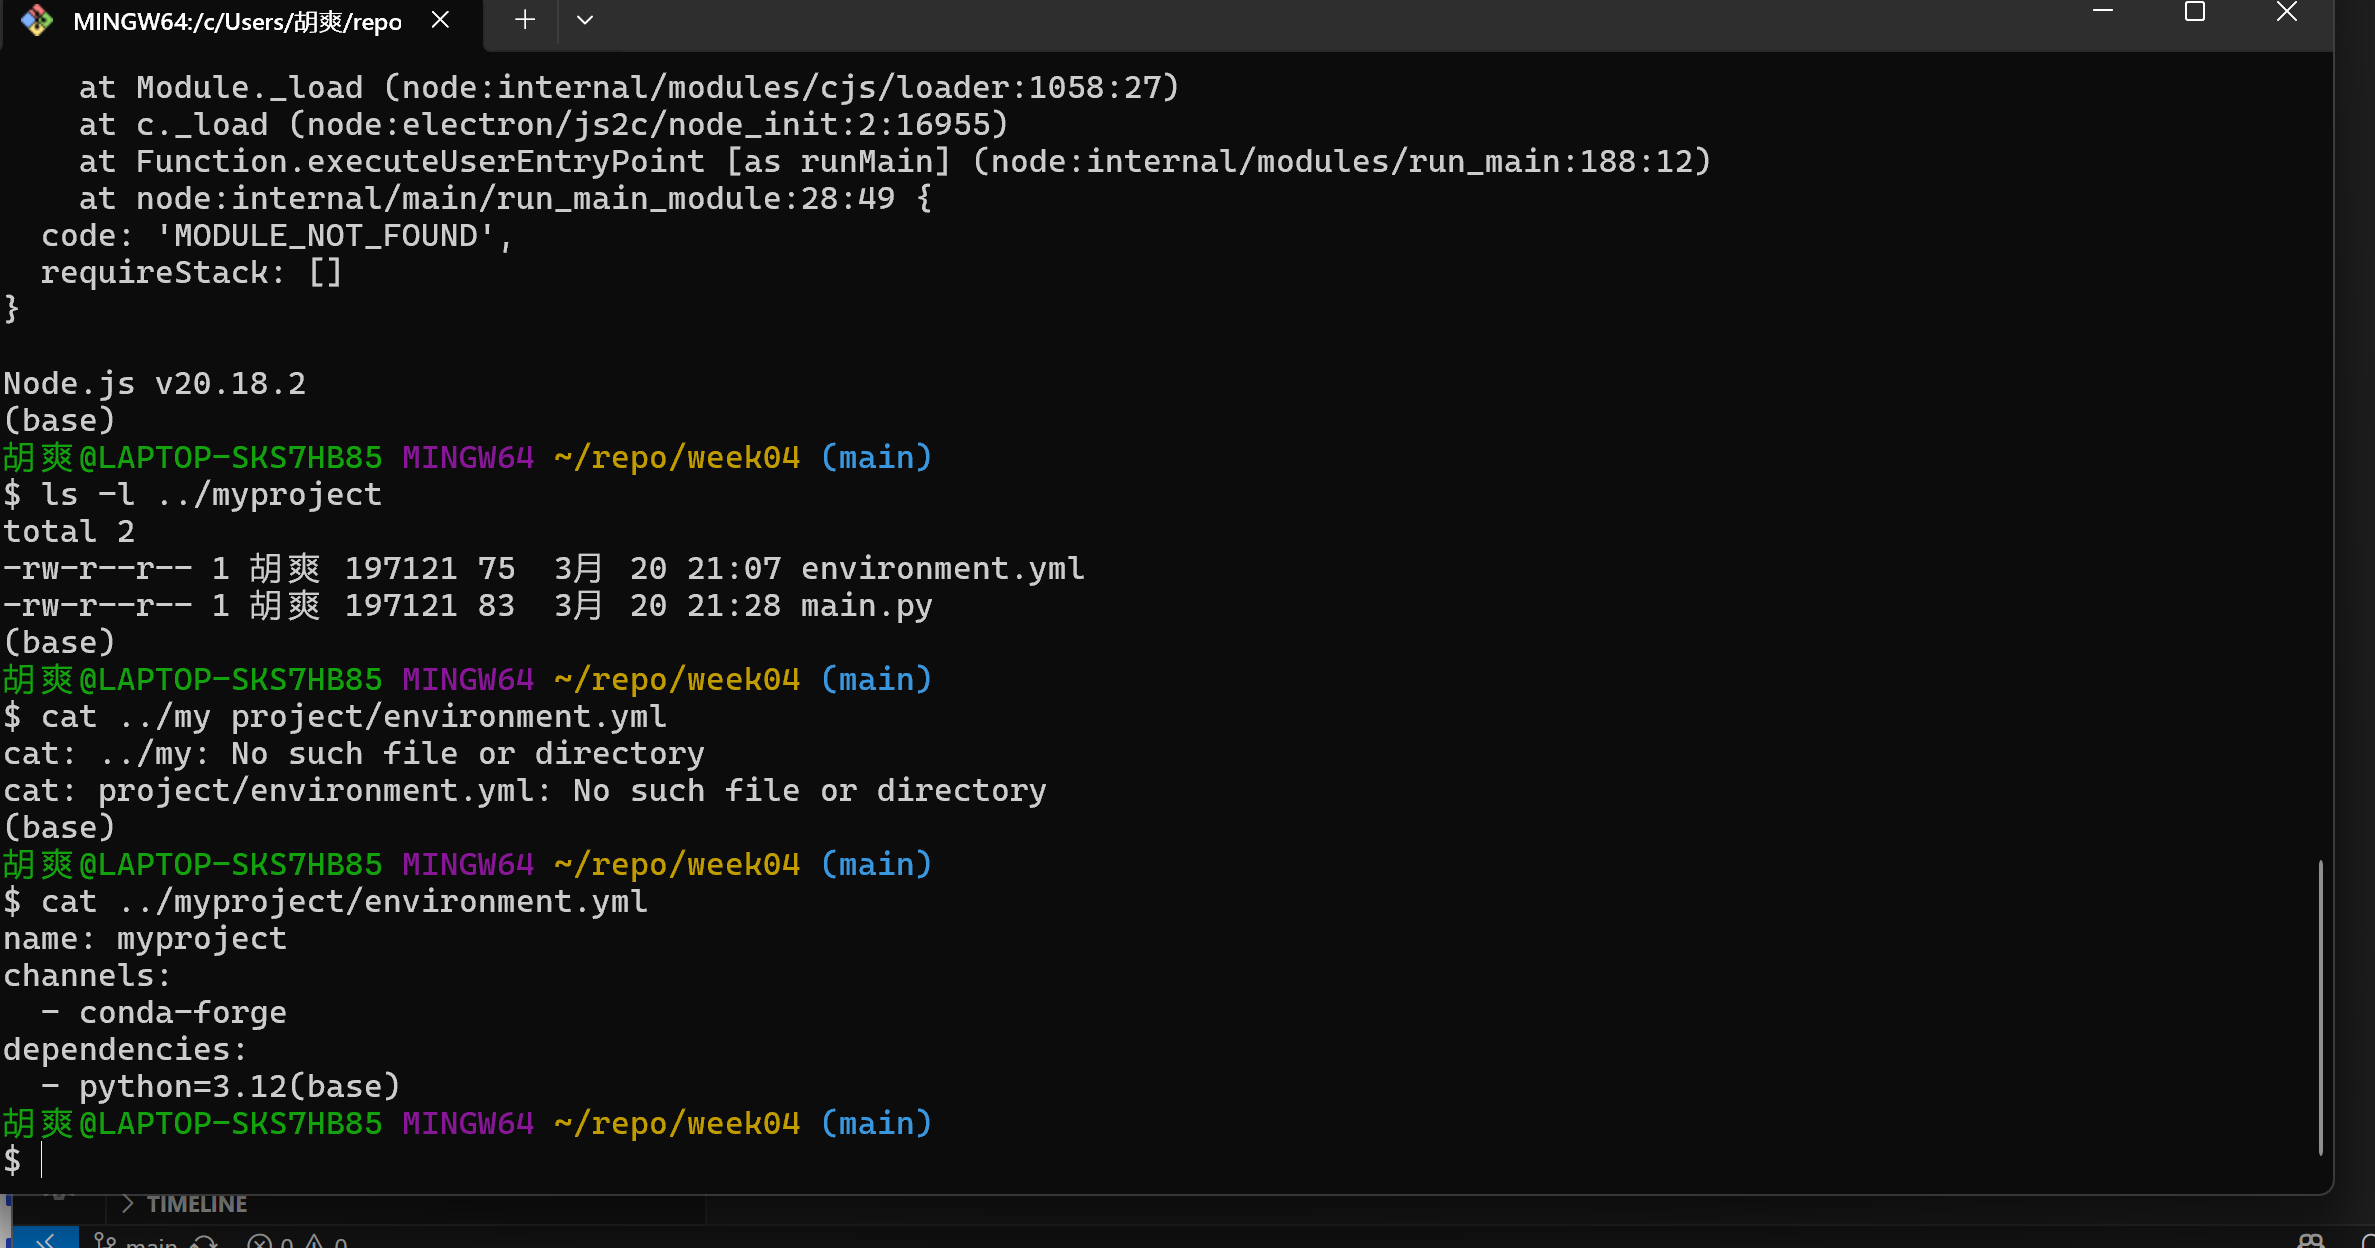 MINGW64:/c/Users/胡爽/repo
    at Module._load (node:internal/modules/cjs/loader:1058:27)
    at c._load (node:electron/js2c/node_init:2:16955)
    at Function.executeUserEntryPoint [as runMain] (node:internal/modules/run_main:188:12)
    at node:internal/main/run_main_module:28:49 {
  code: 'MODULE_NOT_FOUND',
  requireStack: []
}
Node.js v20.18.2
(base)
胡爽@LAPTOP-SKS7HB85 MINGW64 ~/repo/week04 (main)
$ ls -l ../myproject
total 2
-rw-r--r-- 1 胡爽 197121 75  3月  20 21:07 environment.yml
-rw-r--r-- 1 胡爽 197121 83  3月  20 21:28 main.py
(base)
胡爽@LAPTOP-SKS7HB85 MINGW64 ~/repo/week04 (main)
$ cat ../my project/environment.yml
cat: ../my: No such file or directory
cat: project/environment.yml: No such file or directory
(base)
胡爽@LAPTOP-SKS7HB85 MINGW64 ~/repo/week04 (main)
$ cat ../myproject/environment.yml
name: myproject
channels:
  - conda-forge
dependencies:
  - python=3.12(base)
胡爽@LAPTOP-SKS7HB85 MINGW64 ~/repo/week04 (main)
$
TIMELINE
main 0 0